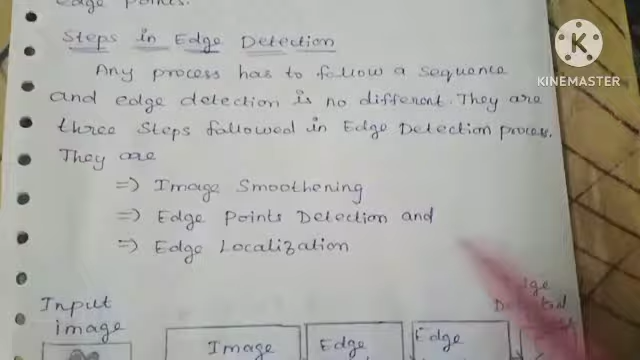 edge points.
Steps in Edge Detection
KINEMASTER
Any process has to follow a sequence
and edge detection is no different. They are
three Steps followed in Edge Detection process.
They are
=) Image Smoothening
=) Edge Points Detection and
=) Edge Localization
Input
image
Image
Edge
Edge